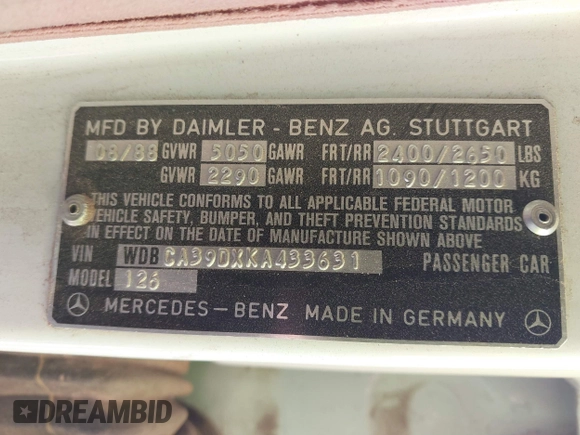 MFD BY DAIMLER - BENZ AG. STUTTGART
08/88 GVWR 5050 GAWR FRT/RR 2400/2650 LBS
GVWR 2290 GAWR FRT/RR 1090/1200 KG
THIS VEHICLE CONFORMS TO ALL APPLICABLE FEDERAL MOTOR
VEHICLE SAFETY, BUMPER, AND THEFT PREVENTION STANDARDS
IN EFFECT ON THE DATE OF MANUFACTURE SHOWN ABOVE
VIN WDB CA39DXKA433631 PASSENGER CAR
MODEL 126
MERCEDES-BENZ MADE IN GERMANY
DREAMBID